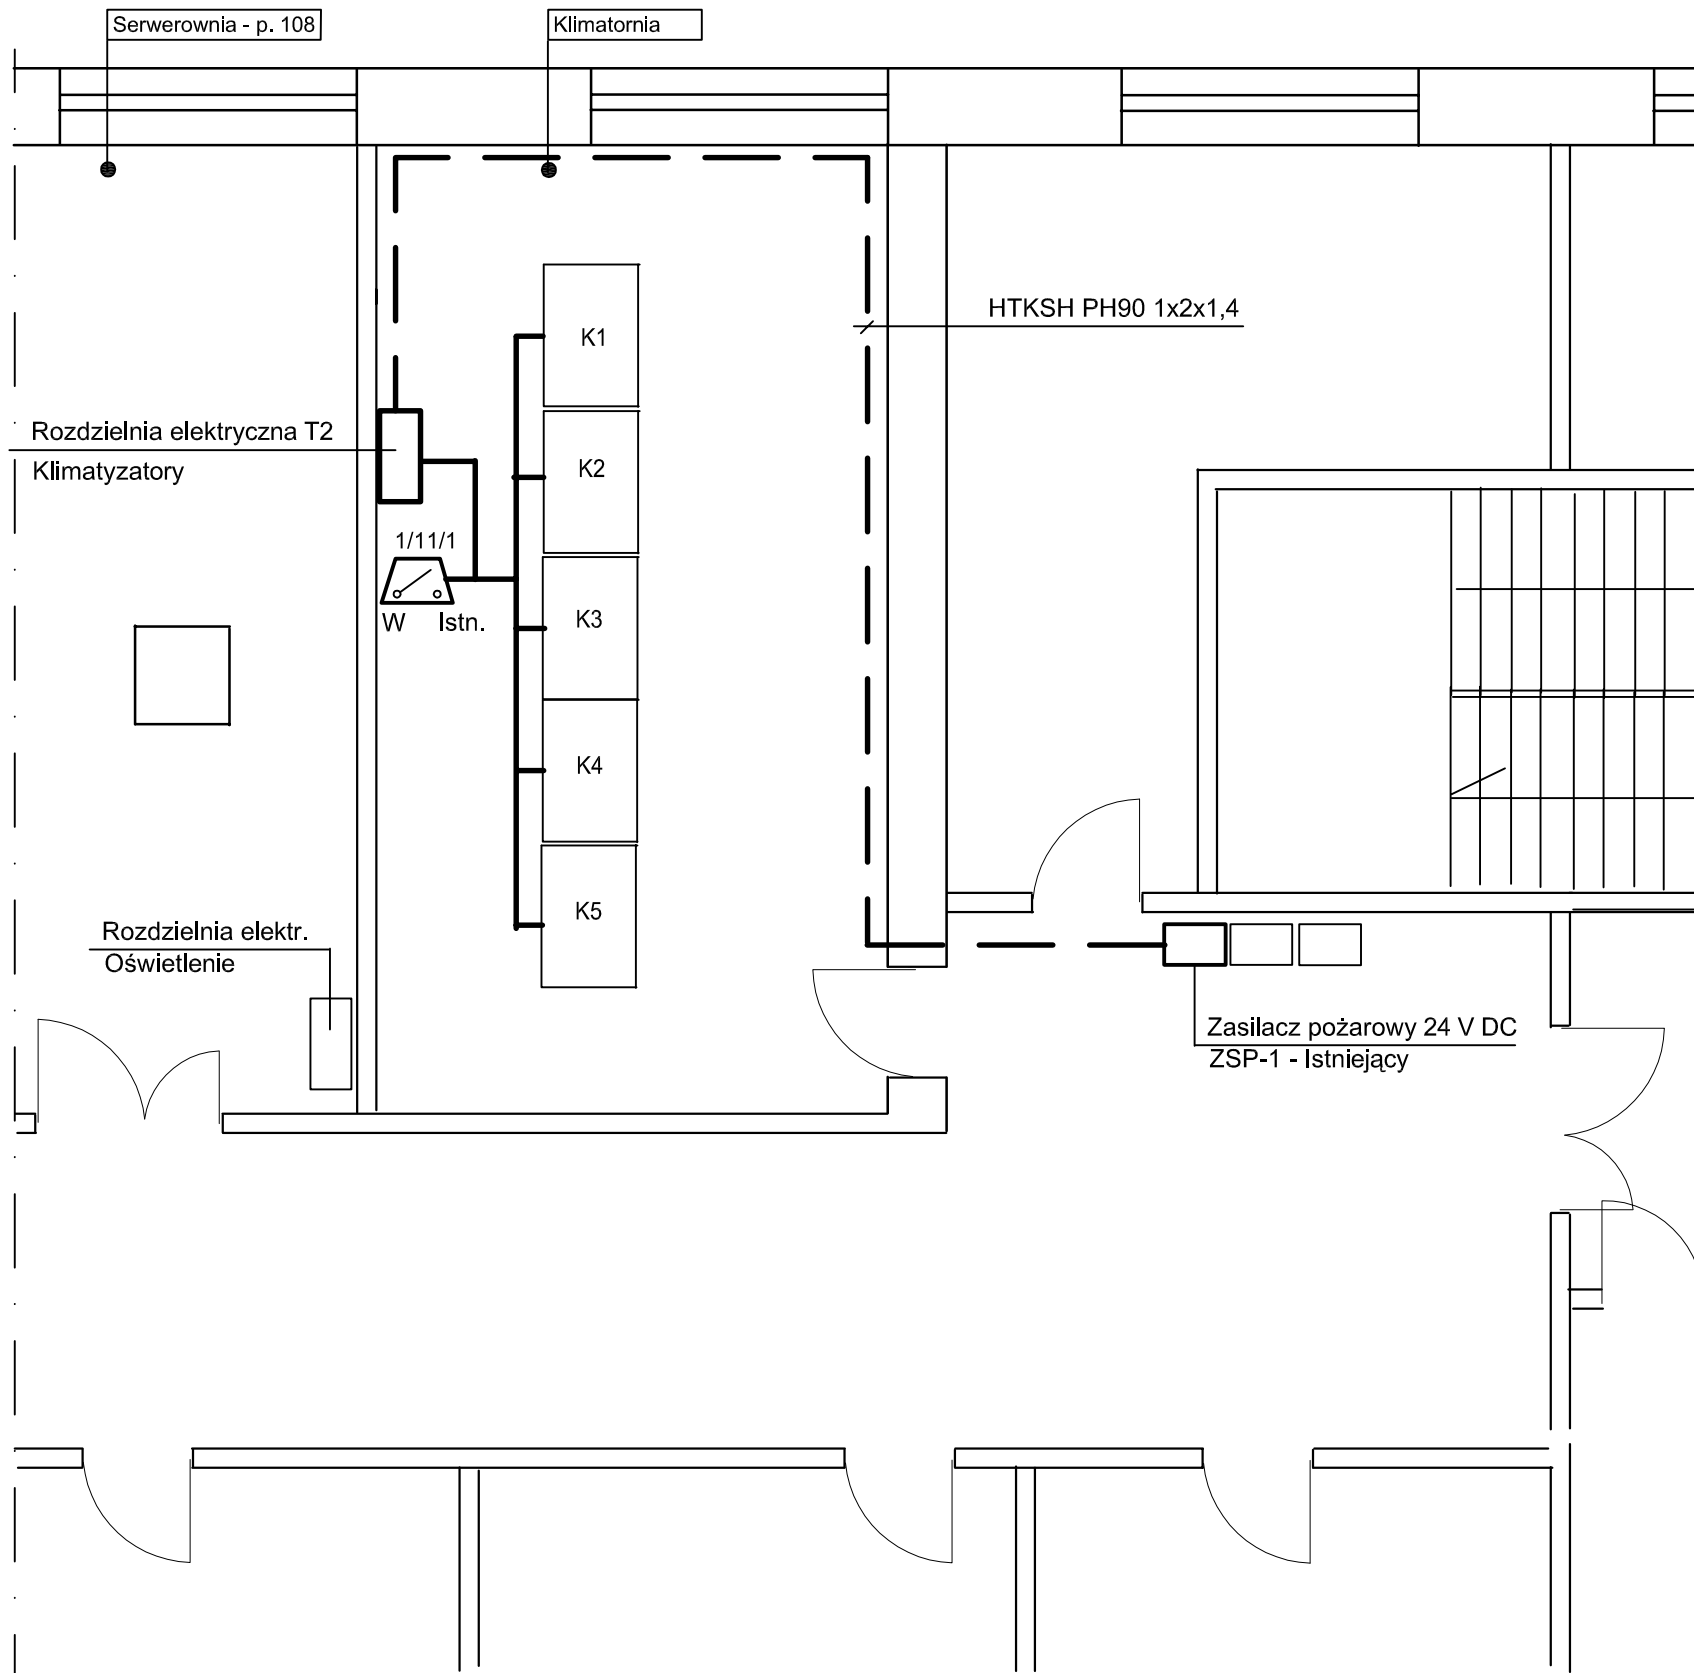 Serwerownia - p. 108
Klimatornia
HTKSH PH90 1x2x1,4
K1
Rozdzielnia elektryczna T2
Klimatyzatory
K2
1/11/1
W Istn.
K3
K4
K5
Rozdzielnia elektr.
Oświetlenie
Zasilacz pożarowy 24 V DC
ZSP-1 - Istniejący